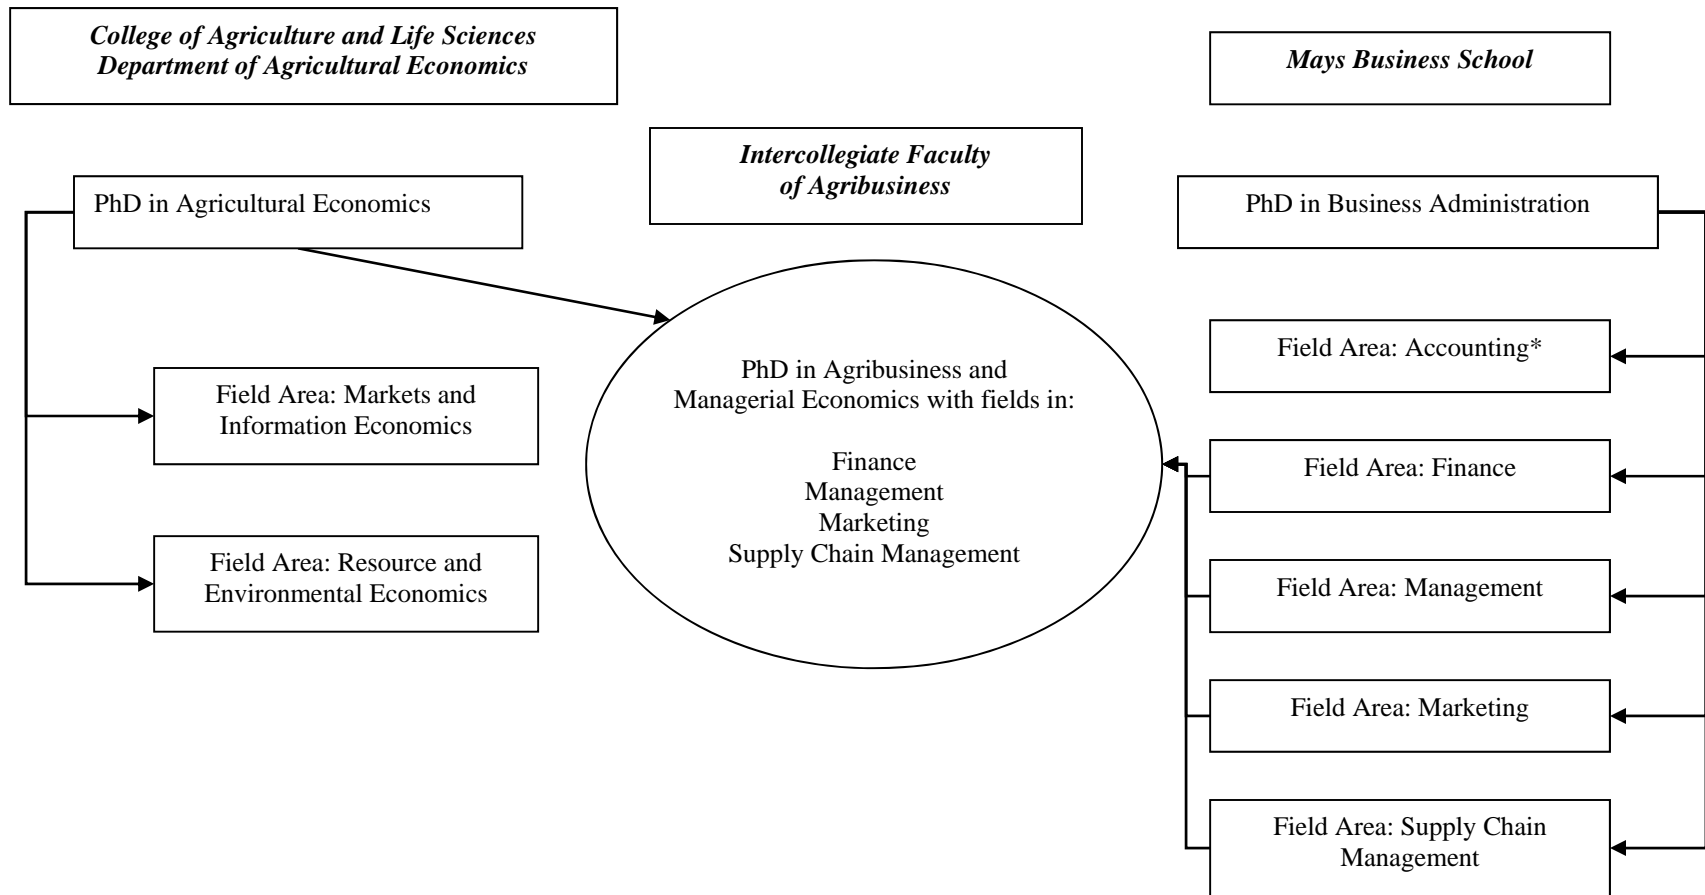 College of Agriculture and Life Sciences
Department of Agricultural Economics
Mays Business School
Intercollegiate Faculty
of Agribusiness
PhD in Agricultural Economics
PhD in Business Administration
Field Area: Markets and
Information Economics
Field Area: Resource and
Environmental Economics
PhD in Agribusiness and
Managerial Economics with fields in:
Finance
Management
Marketing
Supply Chain Management
Field Area: Accounting*
Field Area: Finance
Field Area: Management
Field Area: Marketing
Field Area: Supply Chain
Management